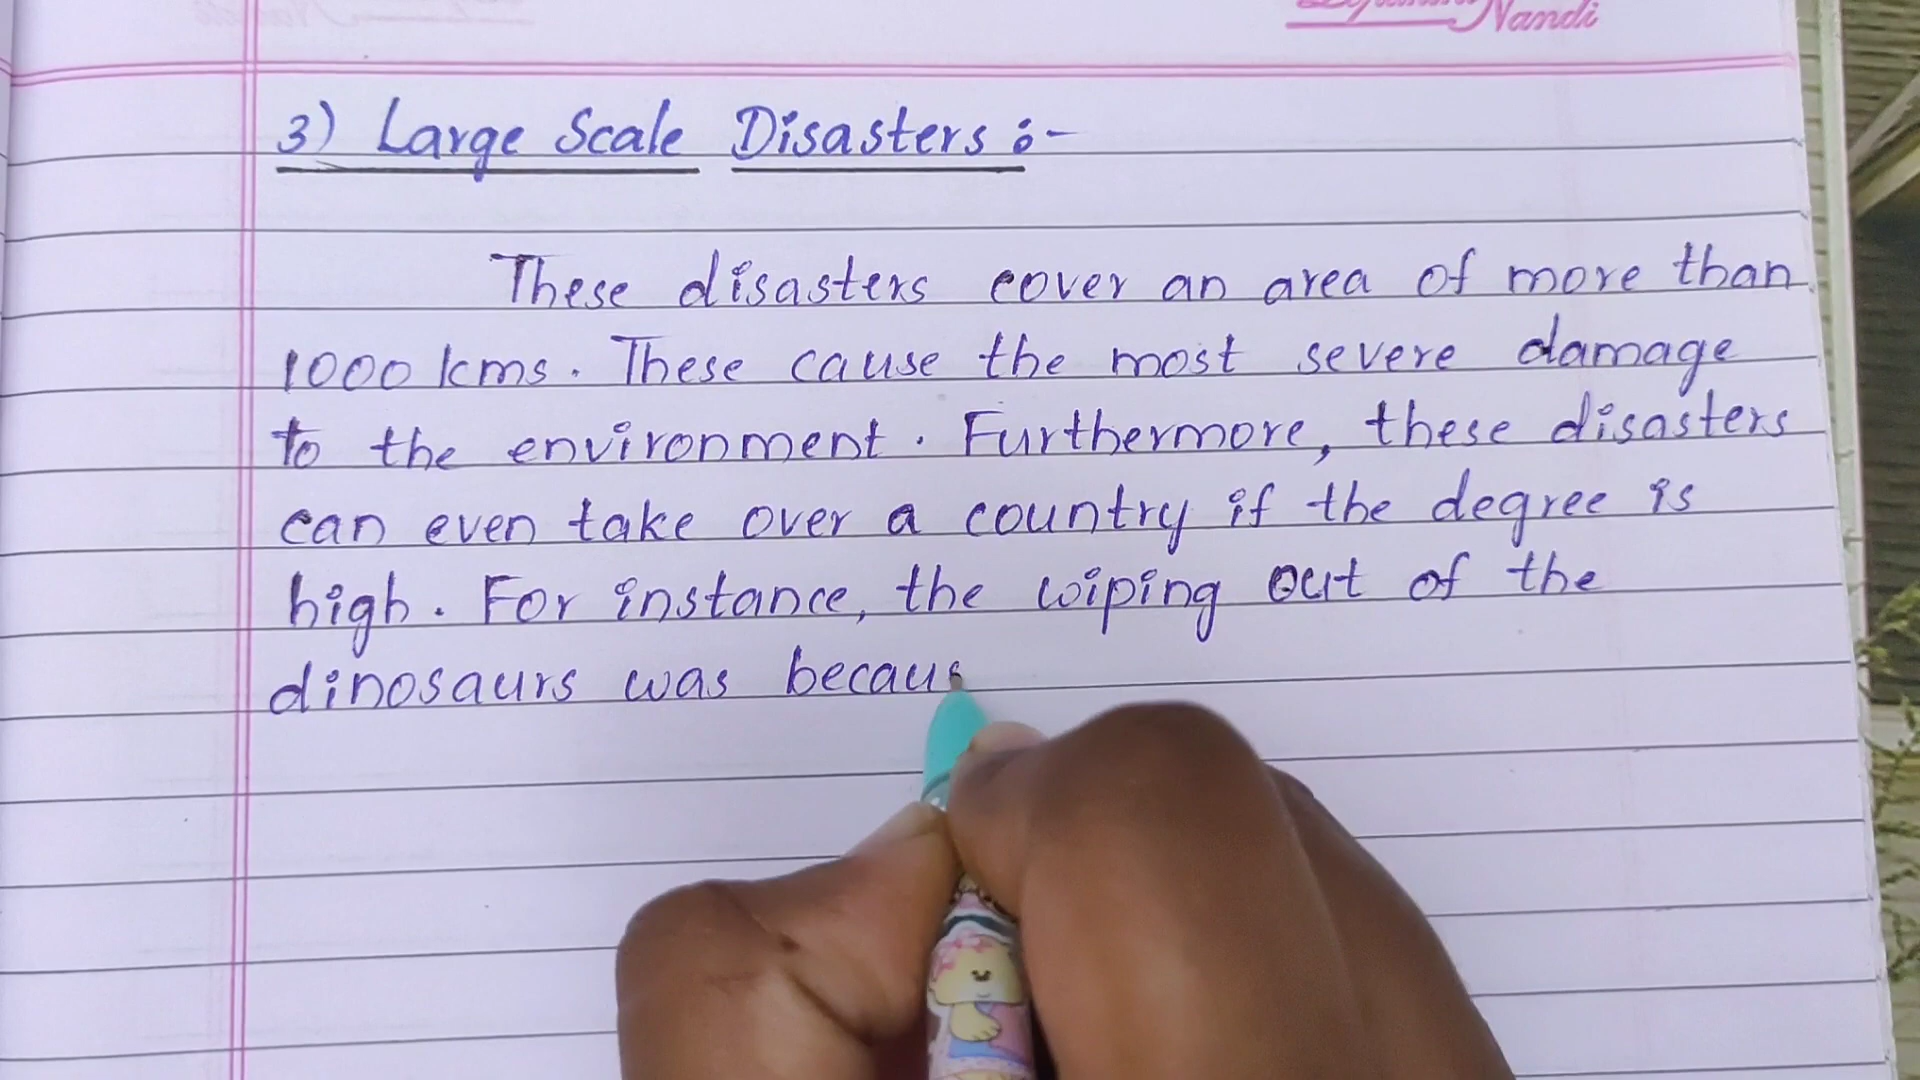 Nandi
3) Large Scale Disasters :-
These disasters cover an area of more than
1000 kms. These cause the most severe damage
to the environment. Furthermore, these disasters
can even take over a country if the degree is
high. For instance, the wiping out of the
dinosaurs was becaus